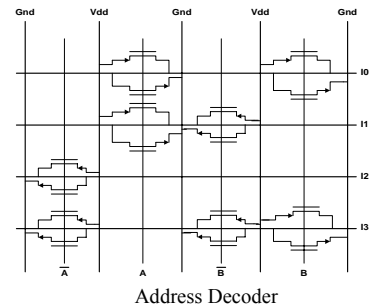 Gnd Vdd Gnd Vdd Gnd
I0
I1
I2
I3
A A B B
Address Decoder